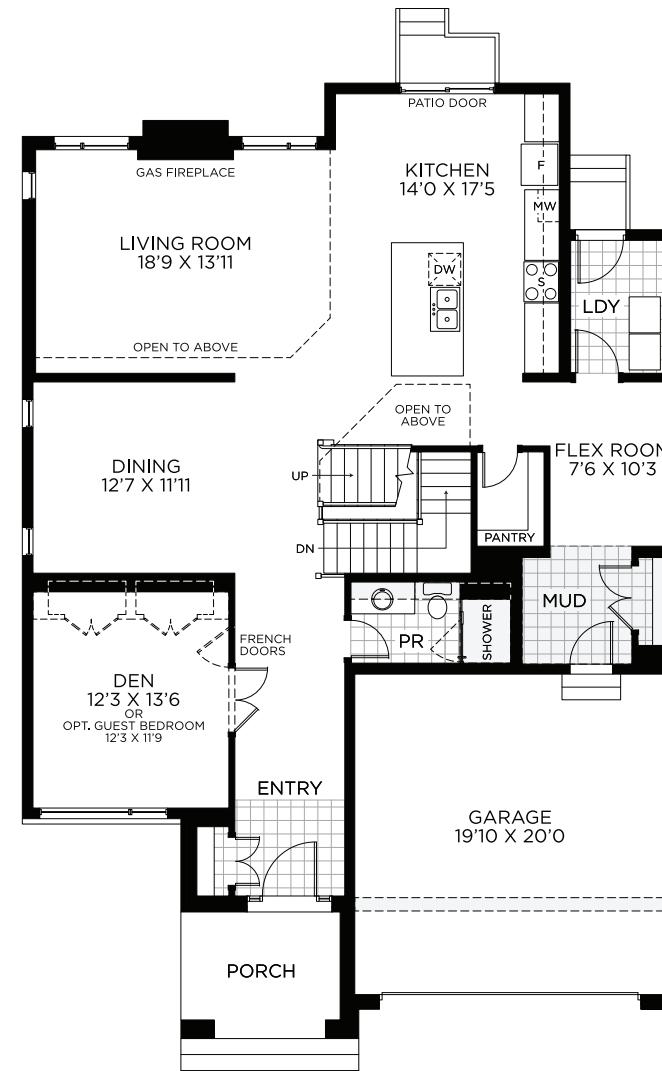 PATIO DOOR
GAS FIREPLACE
KITCHEN
14'0 X 17'5
F
MW
LIVING ROOM
18'9 X 13'11
DW
S
LDY
OPEN TO ABOVE
OPEN TO
ABOVE
FLEX ROOM
7'6 X 10'3
DINING
12'7 X 11'11
UP
DN
PANTRY
MUD
PR
SHOWER
FRENCH
DOORS
DEN
12'3 X 13'6
OR
OPT. GUEST BEDROOM
12'3 X 11'9
ENTRY
GARAGE
19'10 X 20'0
PORCH